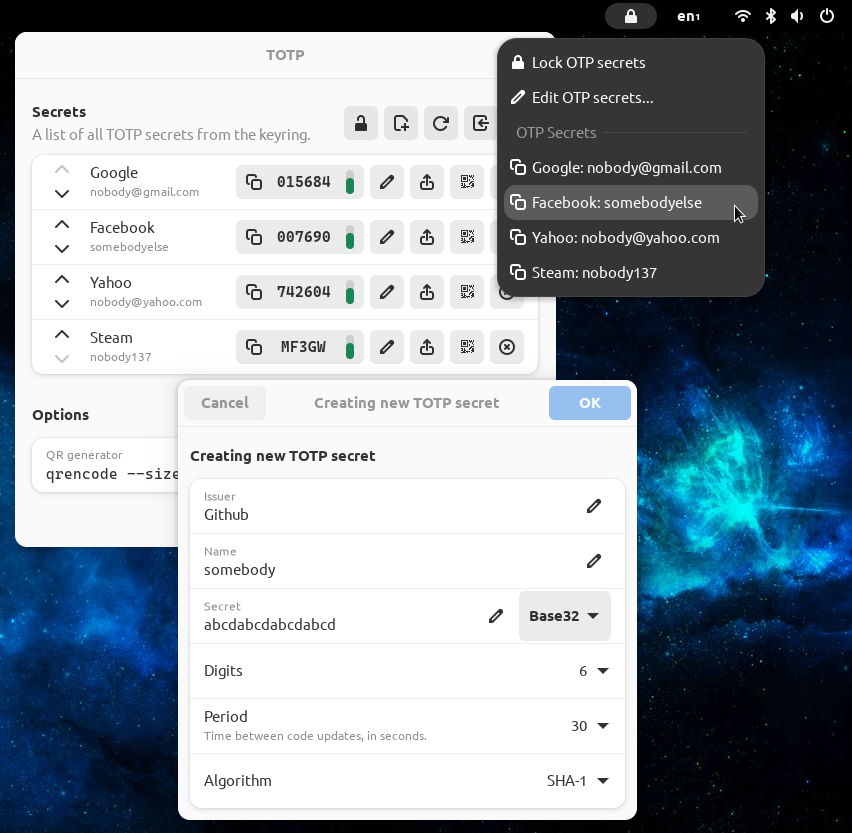 en1
TOTP
Secrets
A list of all TOTP secrets from the keyring.
Google
nobody@gmail.com
015684
Facebook
somebodyelse
007690
Yahoo
nobody@yahoo.com
742604
Steam
nobody137
MF3GW
Options
QR generator
qrencode --size
Lock OTP secrets
Edit OTP secrets...
OTP Secrets
Google: nobody@gmail.com
Facebook: somebodyelse
Yahoo: nobody@yahoo.com
Steam: nobody137
Cancel
Creating new TOTP secret
OK
Creating new TOTP secret
Issuer
Github
Name
somebody
Secret
abcdabcdabcdabcd
Base32
Digits
6
Period
Time between code updates, in seconds.
30
Algorithm
SHA-1